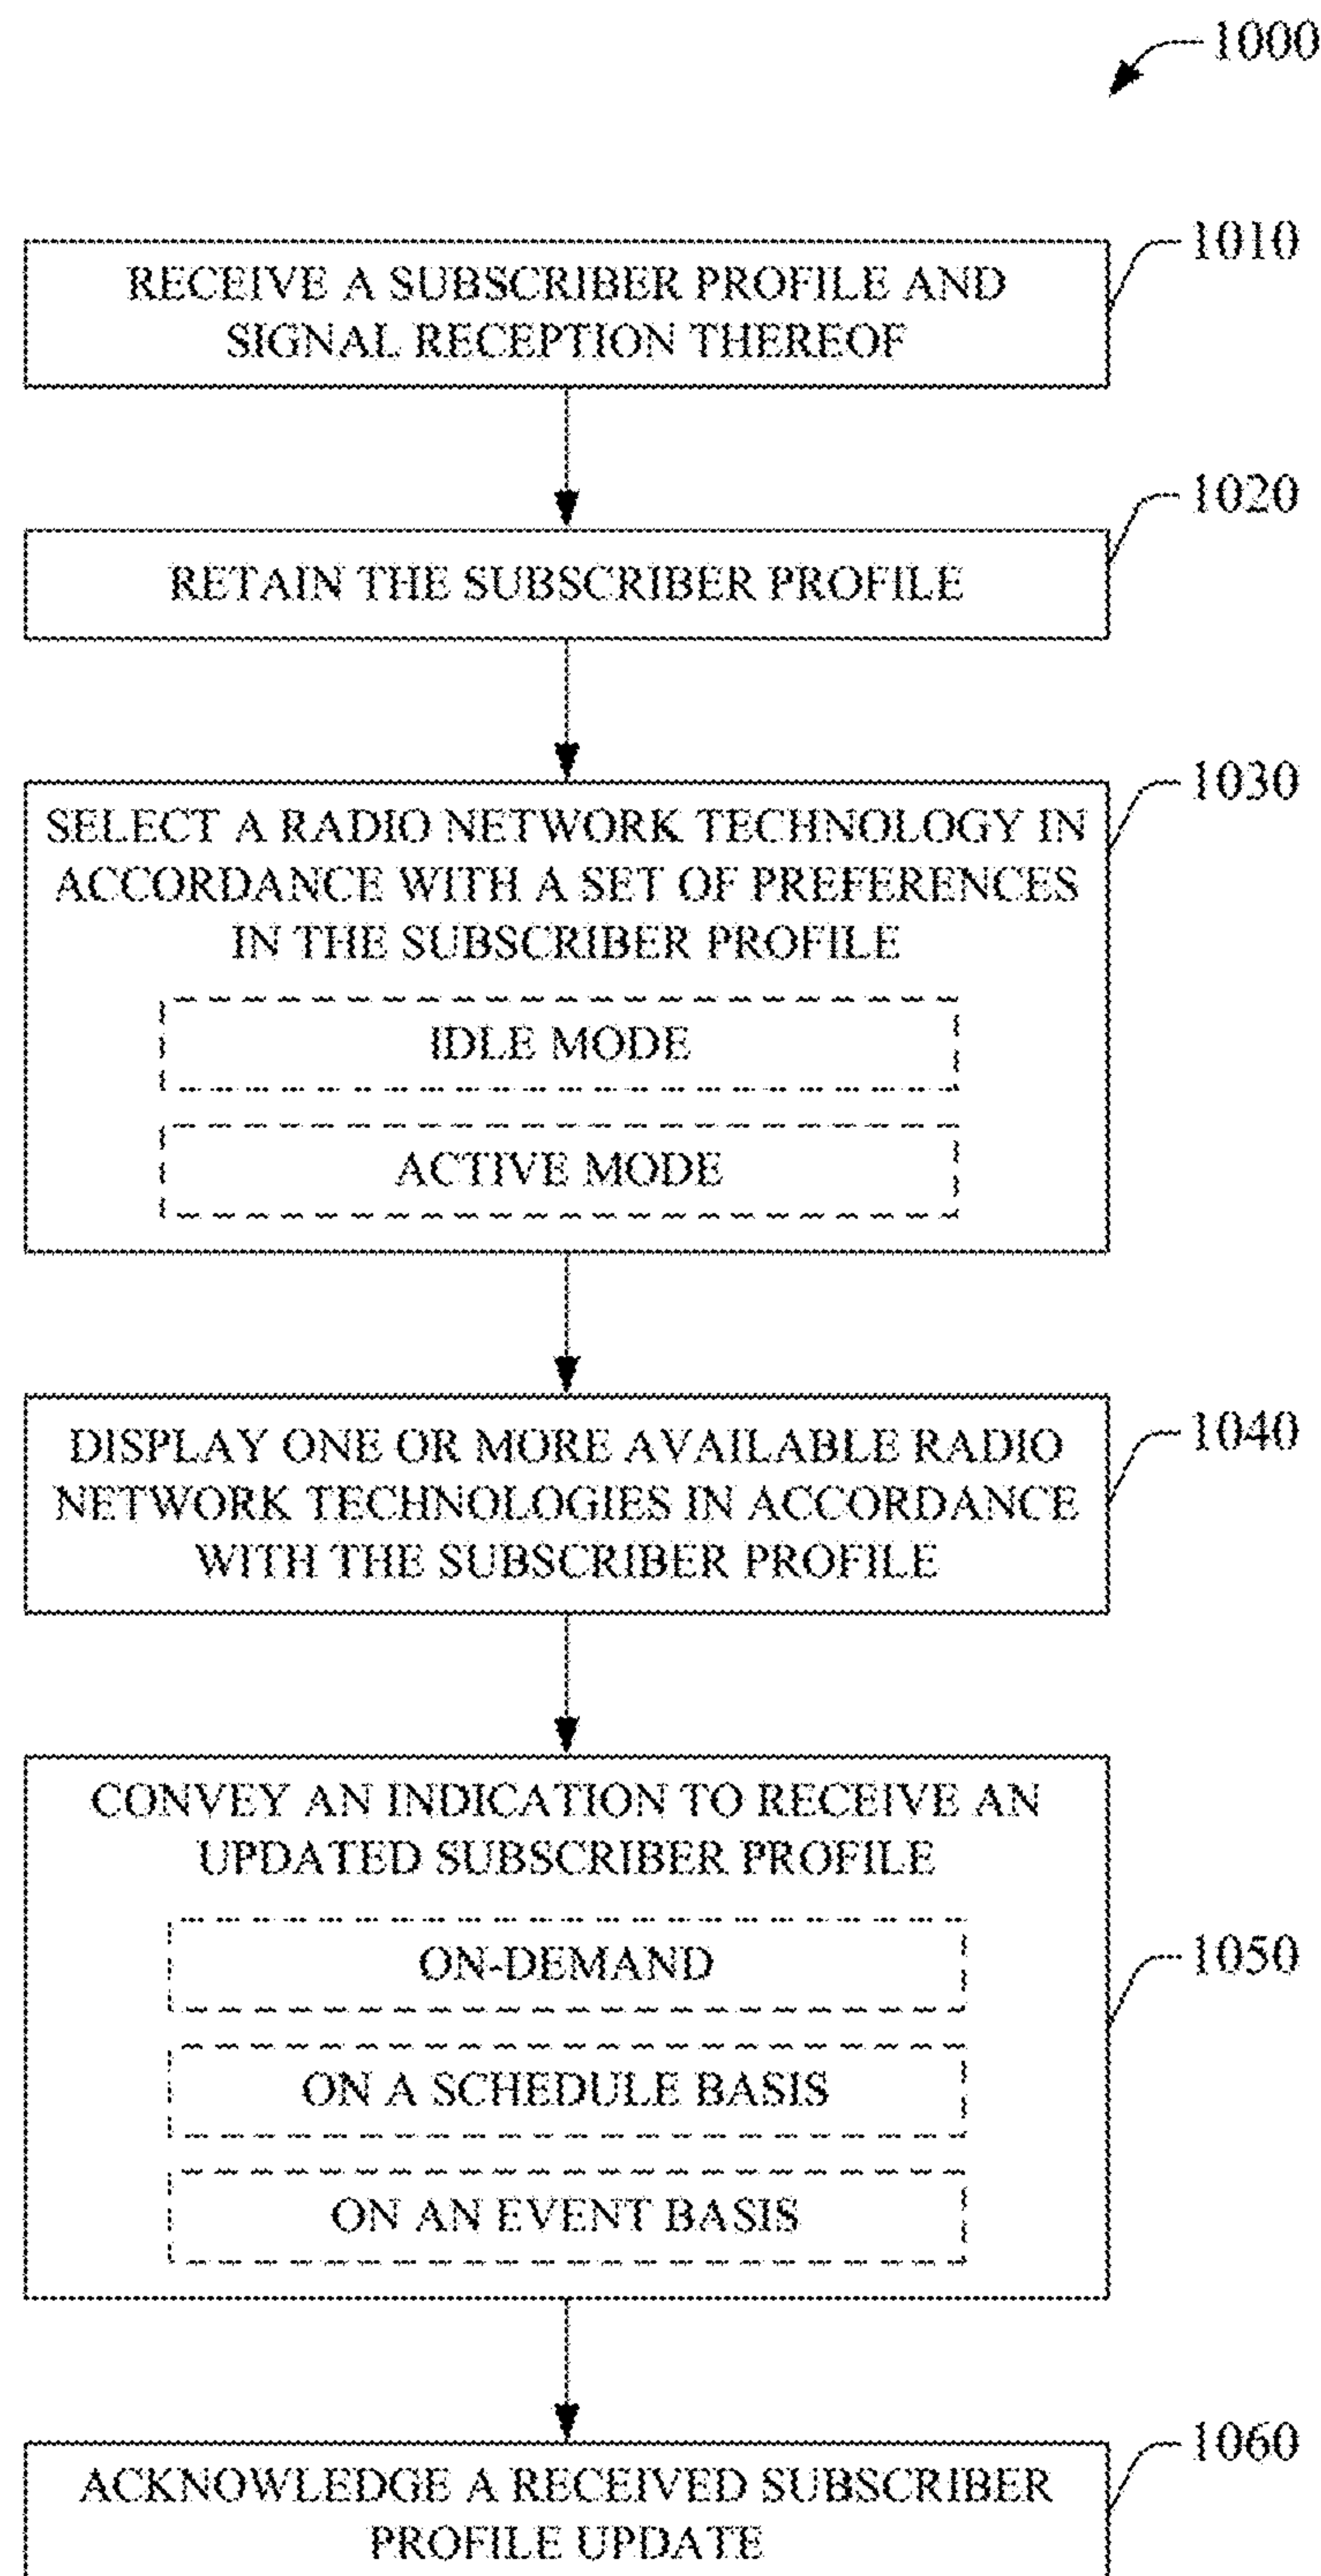 1000
1010
RECEIVE A SUBSCRIBER PROFILE AND
SIGNAL RECEPTION THEREOF
1020
RETAIN THE SUBSCRIBER PROFILE
1030
SELECT A RADIO NETWORK TECHNOLOGY IN
ACCORDANCE WITH A SET OF PREFERENCES
IN THE SUBSCRIBER PROFILE
IDLE MODE
ACTIVE MODE
1040
DISPLAY ONE OR MORE AVAILABLE RADIO
NETWORK TECHNOLOGIES IN ACCORDANCE
WITH THE SUBSCRIBER PROFILE
CONVEY AN INDICATION TO RECEIVE AN
UPDATED SUBSCRIBER PROFILE
1050
ON-DEMAND
ON A SCHEDULE BASIS
ON AN EVENT BASIS
1060
ACKNOWLEDGE A RECEIVED SUBSCRIBER
PROFILE UPDATE